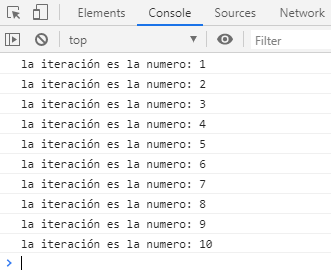 Elements Console Sources Network
top Filter
la iteración es la numero: 1
la iteración es la numero: 2
la iteración es la numero: 3
la iteración es la numero: 4
la iteración es la numero: 5
la iteración es la numero: 6
la iteración es la numero: 7
la iteración es la numero: 8
la iteración es la numero: 9
la iteración es la numero: 10